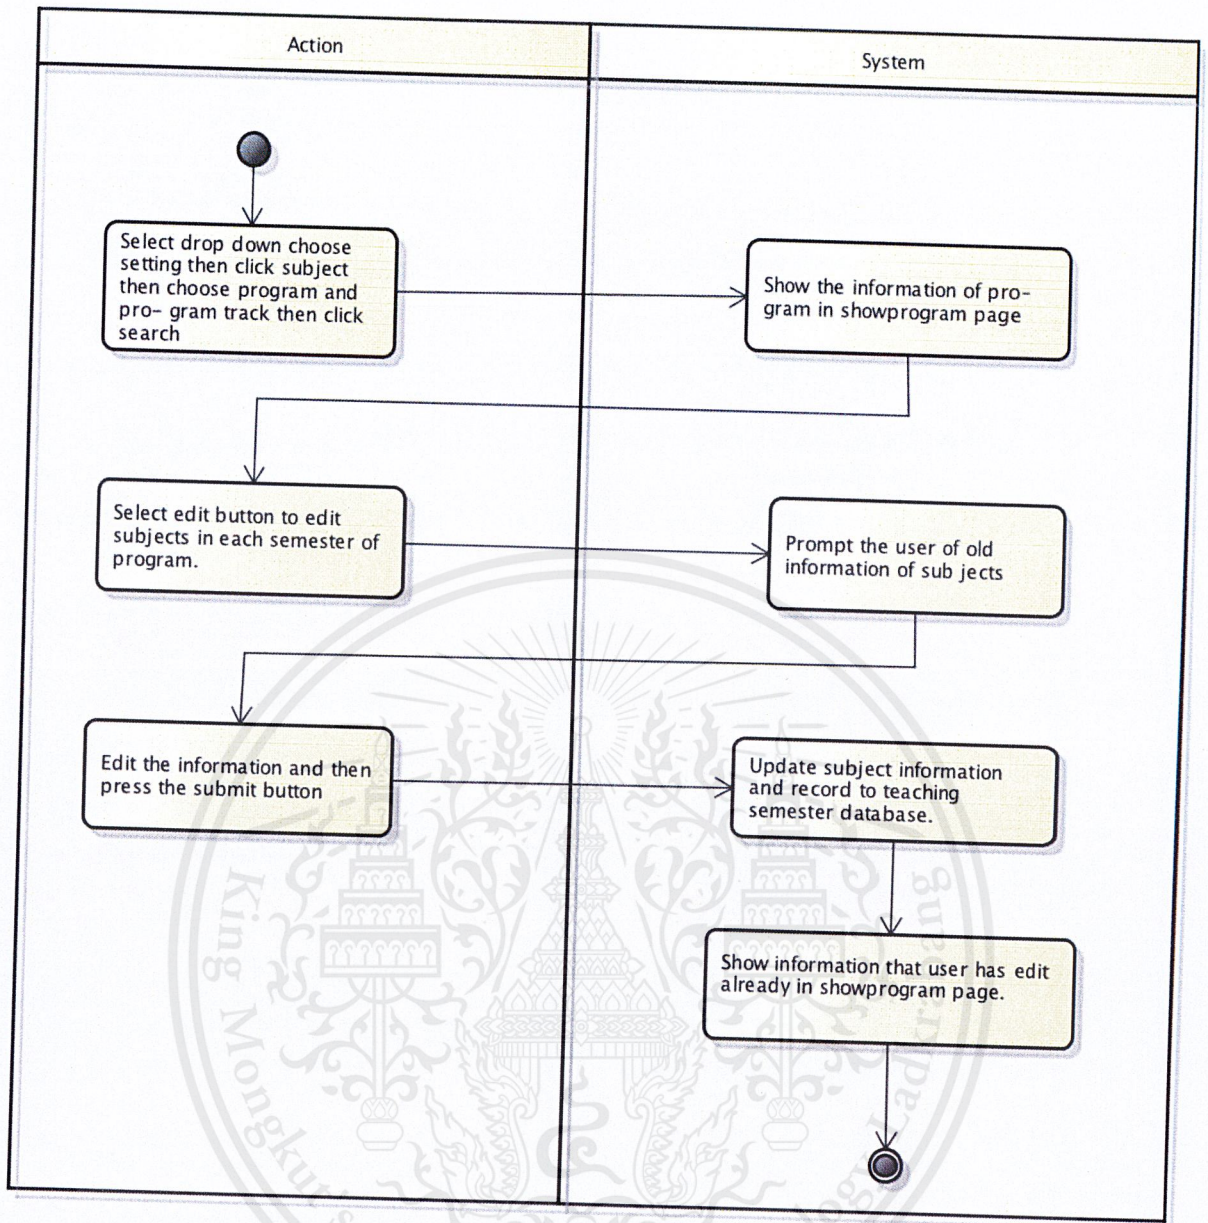 Action
System
Select drop down choose
setting then click subject
then choose program and
pro- gram track then click
search
Show the information of pro-
gram in showprogram page
Select edit button to edit
subjects in each semester of
program.
Prompt the user of old
information of sub jects
Edit the information and then
press the submit button
Update subject information
and record to teaching
semester database.
Show information that user has edit
already in showprogram page.
King Mongkut's